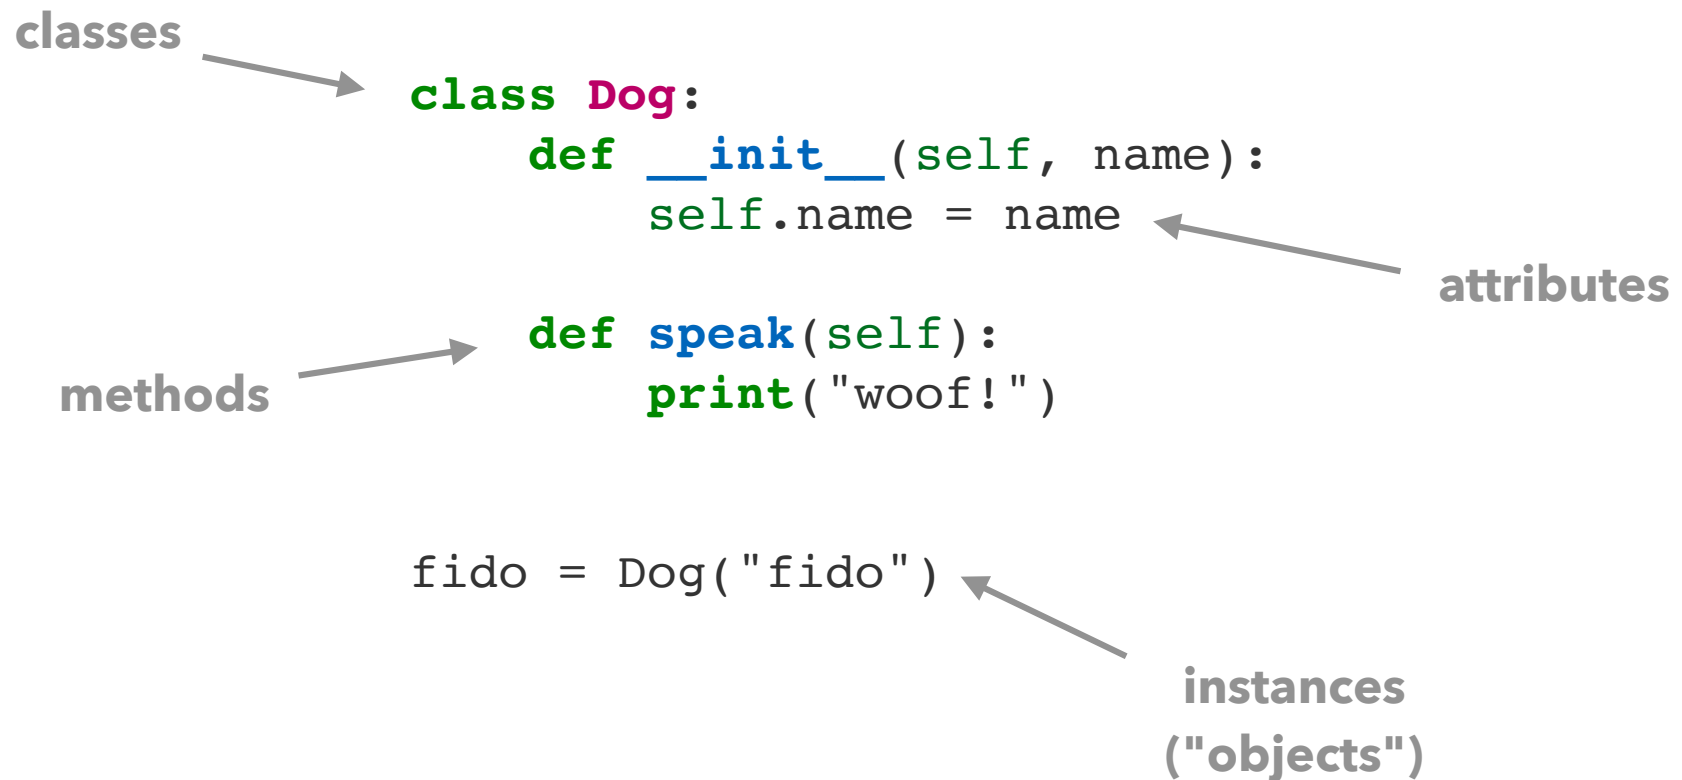 classes
class Dog:
def __init__(self, name):
self.name = name
attributes
def speak(self):
methods
print("woof!")
fido = Dog("fido")
instances
("objects")